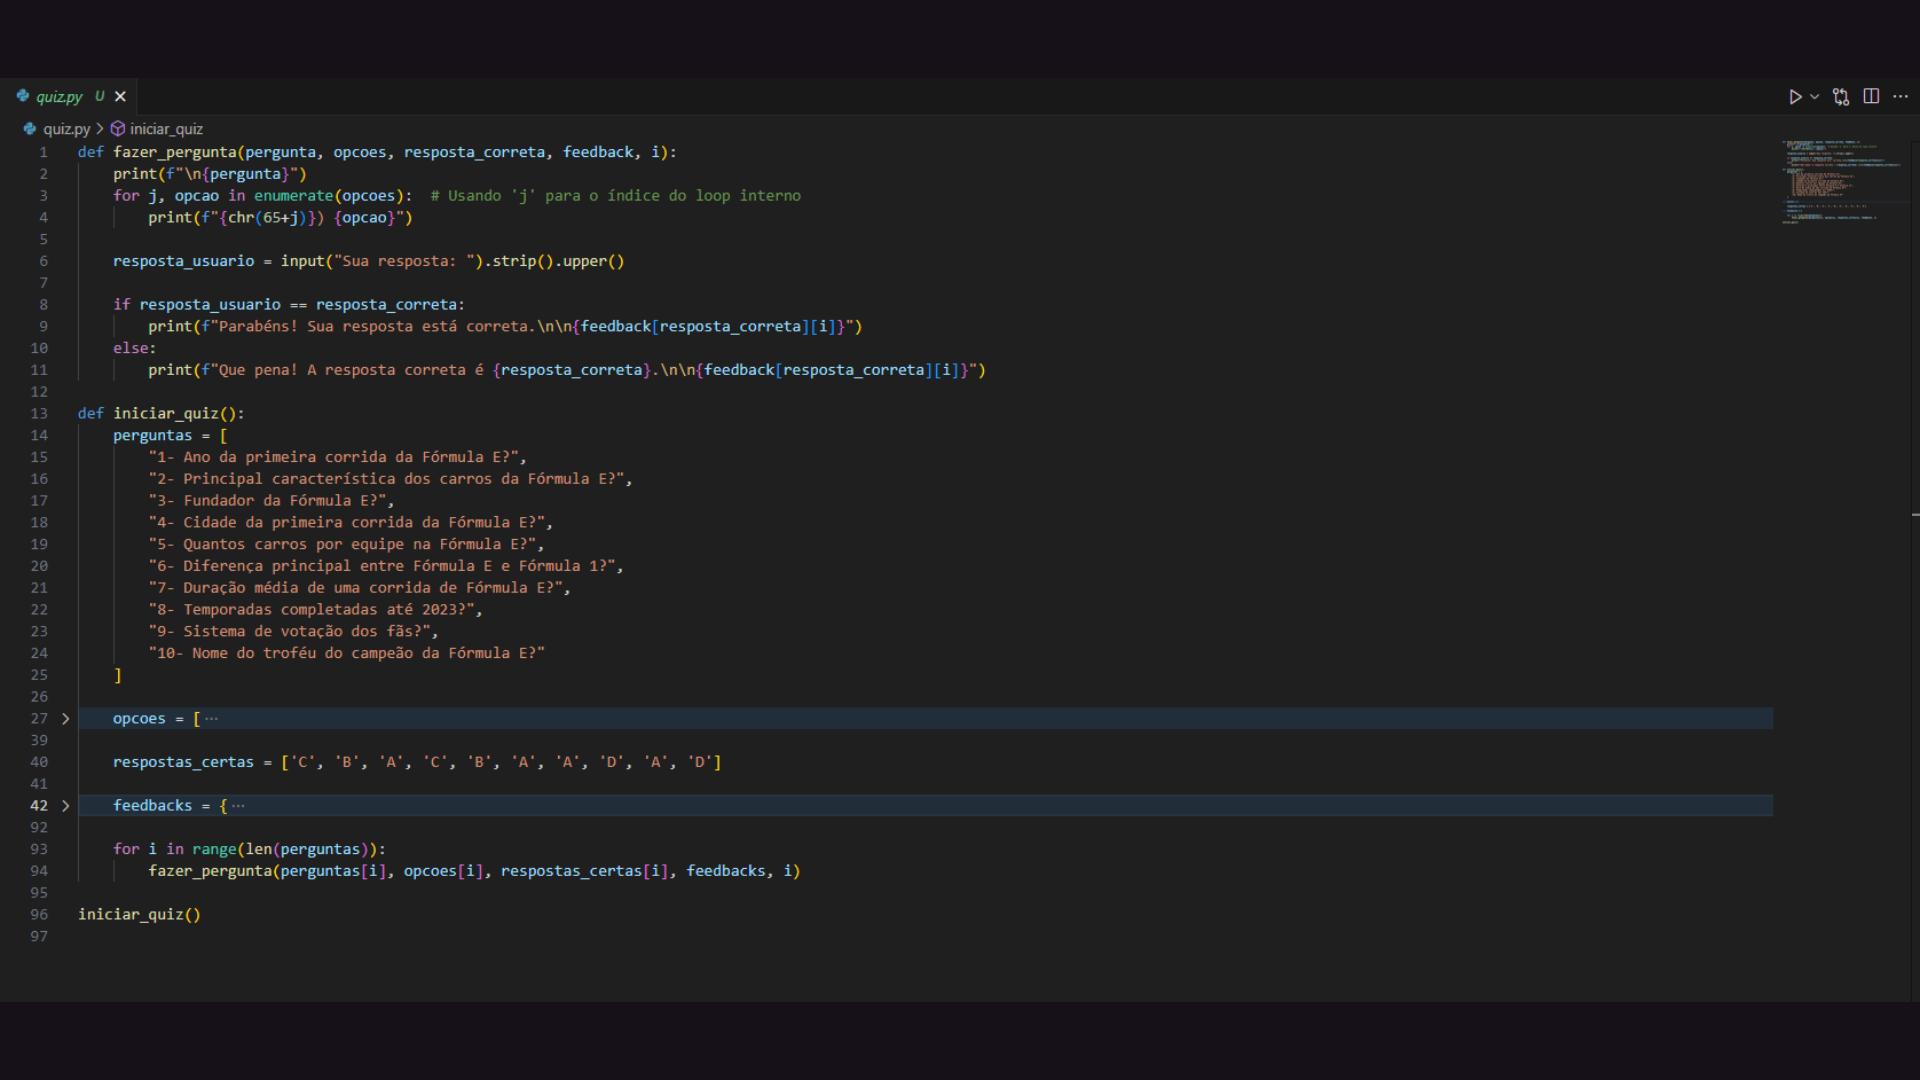 quiz.py U
quiz.py > iniciar_quiz
1 def fazer_pergunta(pergunta, opcoes, resposta_correta, feedback, i):
2     print(f"\n{pergunta}")
3     for j, opcao in enumerate(opcoes):  # Usando 'j' para o índice do loop interno
4         print(f"{chr(65+j)}) {opcao}")
5
6     resposta_usuario = input("Sua resposta: ").strip().upper()
7
8     if resposta_usuario == resposta_correta:
9         print(f"Parabéns! Sua resposta está correta.\n\n{feedback[resposta_correta][i]}")
10     else:
11         print(f"Que pena! A resposta correta é {resposta_correta}.\n\n{feedback[resposta_correta][i]}")
12
13 def iniciar_quiz():
14     perguntas = [
15         "1- Ano da primeira corrida da Fórmula E?",
16         "2- Principal característica dos carros da Fórmula E?",
17         "3- Fundador da Fórmula E?",
18         "4- Cidade da primeira corrida da Fórmula E?",
19         "5- Quantos carros por equipe na Fórmula E?",
20         "6- Diferença principal entre Fórmula E e Fórmula 1?",
21         "7- Duração média de uma corrida de Fórmula E?",
22         "8- Temporadas completadas até 2023?",
23         "9- Sistema de votação dos fãs?",
24         "10- Nome do troféu do campeão da Fórmula E?"
25     ]
26
27     opcoes = [ ...
39
40     respostas_certas = ['C', 'B', 'A', 'C', 'B', 'A', 'A', 'D', 'A', 'D']
41
42     feedbacks = { ...
92
93     for i in range(len(perguntas)):
94         fazer_pergunta(perguntas[i], opcoes[i], respostas_certas[i], feedbacks, i)
95
96 iniciar_quiz()
97